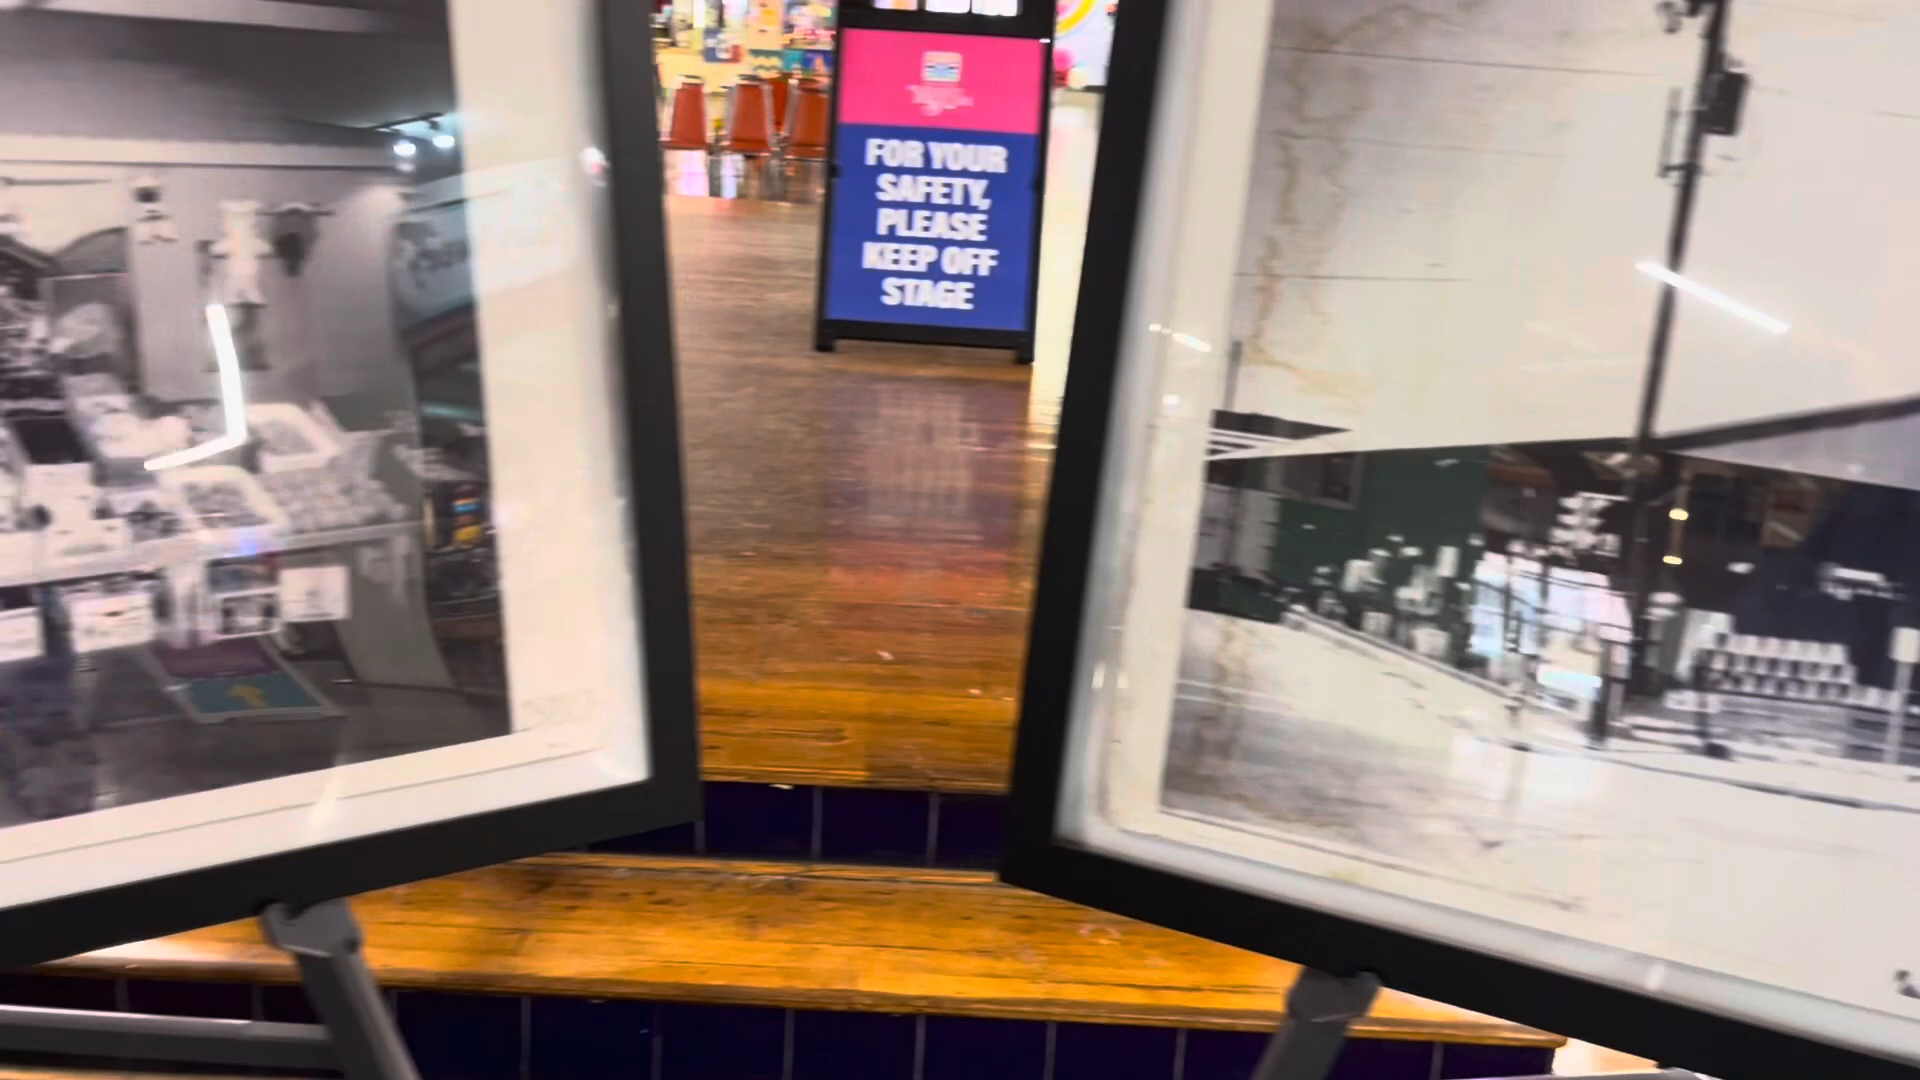 FOR YOUR
SAFETY,
PLEASE
KEEP OFF
STAGE